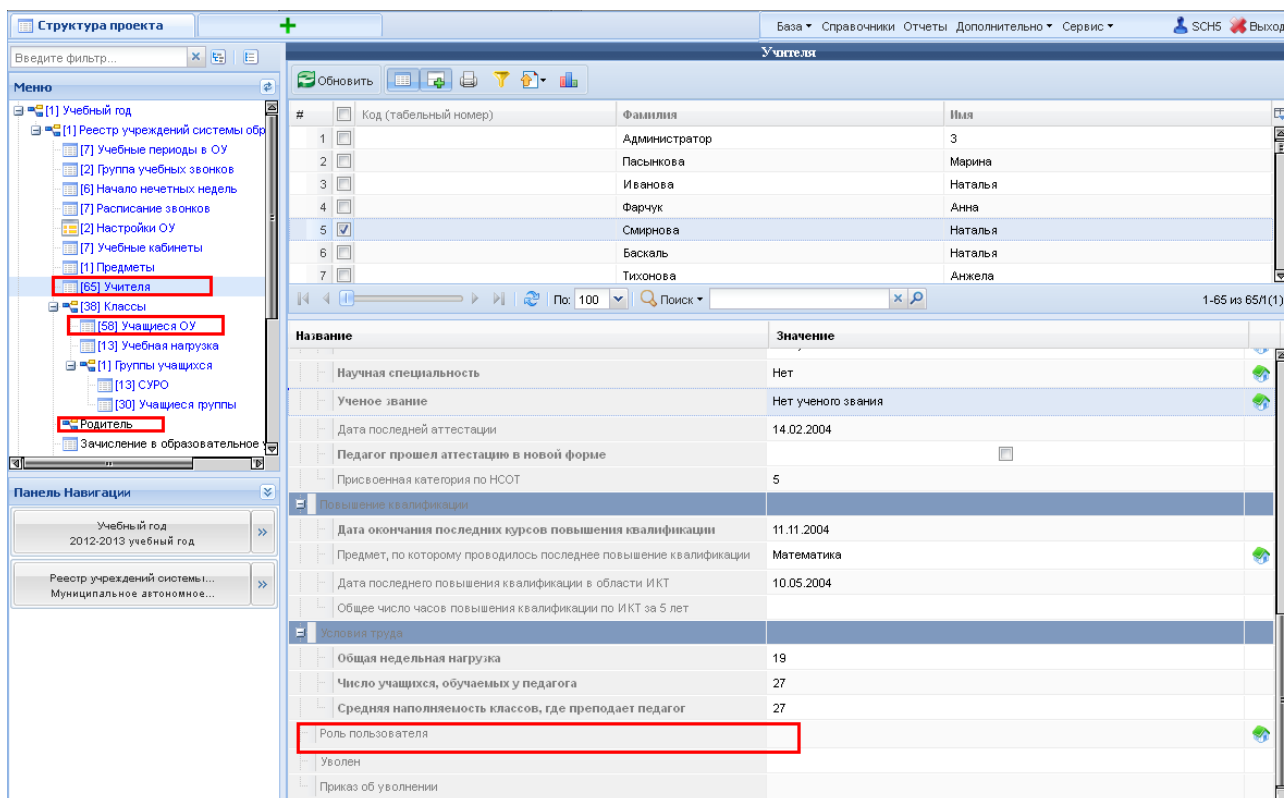 Структура проекта
База Справочники Отчеты Дополнительно Сервис SCH5 Выход
Введите фильтр...
Учителя
Обновить
Меню
[1] Учебный год
[1] Реестр учреждений системы обр
[7] Учебные периоды в ОУ
[2] Группа учебных звонков
[6] Начало нечетных недель
[7] Расписание звонков
[2] Настройки ОУ
[7] Учебные кабинеты
[1] Предметы
[65] Учителя
[38] Классы
[58] Учащиеся ОУ
[13] Учебная нагрузка
[1] Группы учащихся
[13] СУРО
[30] Учащиеся группы
Родитель
Зачисление в образовательное у
Панель Навигации
Учебный год
2012-2013 учебный год
Реестр учреждений системы...
Муниципальное автономное...
# Код (табельный номер) Фамилия Имя
1 Администратор 3
2 Пасынкова Марина
3 Иванова Наталья
4 Фарчук Анна
5 Смирнова Наталья
6 Баскаль Наталья
7 Тихонова Анжела
По: 100 Поиск 1-65 из 65/1(1)
Название Значение
Научная специальность Нет
Ученое звание Нет ученого звания
Дата последней аттестации 14.02.2004
Педагог прошел аттестацию в новой форме
Присвоенная категория по НСОТ 5
Повышение квалификации
Дата окончания последних курсов повышения квалификации 11.11.2004
Предмет, по которому проводилось последнее повышение квалификации Математика
Дата последнего повышения квалификации в области ИКТ 10.05.2004
Общее число часов повышения квалификации по ИКТ за 5 лет
Условия труда
Общая недельная нагрузка 19
Число учащихся, обучаемых у педагога 27
Средняя наполняемость классов, где преподает педагог 27
Роль пользователя
Уволен
Приказ об увольнении